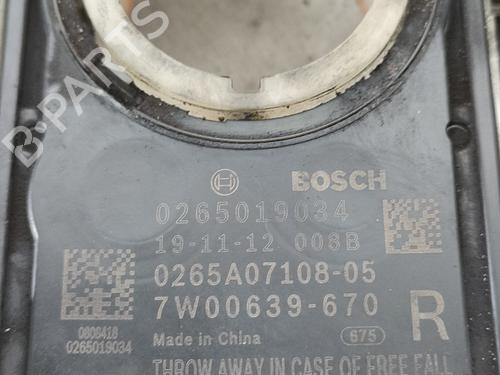 B-PARTS
BOSCH
0265019034
19-11-12 008B
0265A07108-05
7W00639-670
R
0808418
0265019034
Made in China
675
THROW AWAY IN CASE OF FREE FALL